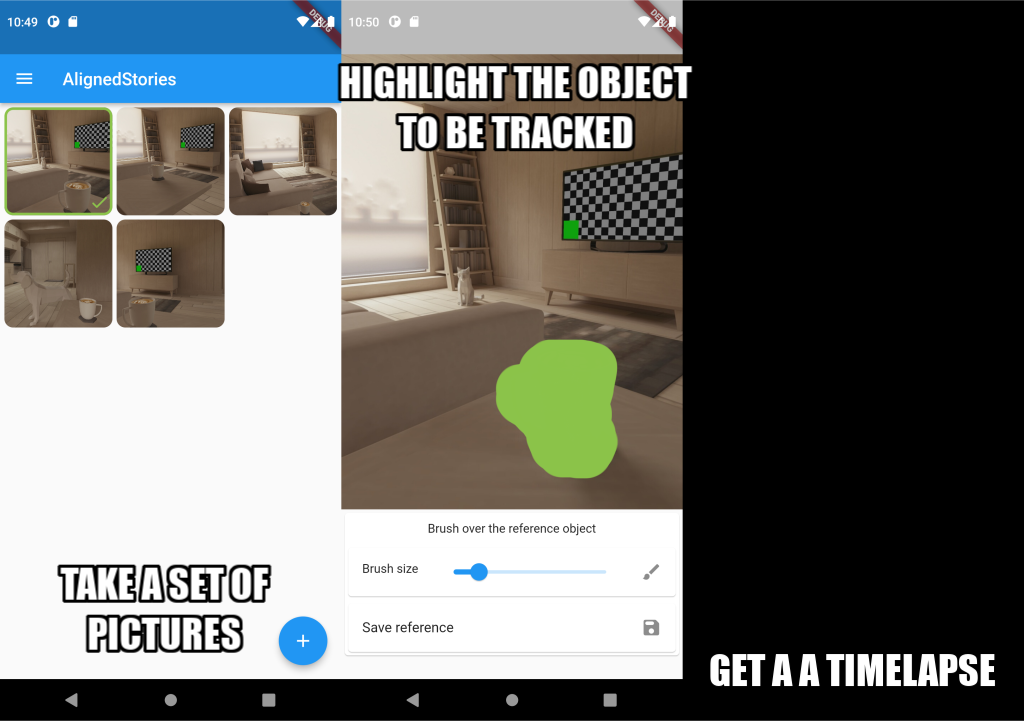 10:49
DEBUG
AlignedStories
TAKE A SET OF
PICTURES
10:50
DEBUG
HIGHLIGHT THE OBJECT
TO BE TRACKED
Brush over the reference object
Brush size
Save reference
GET A A TIMELAPSE